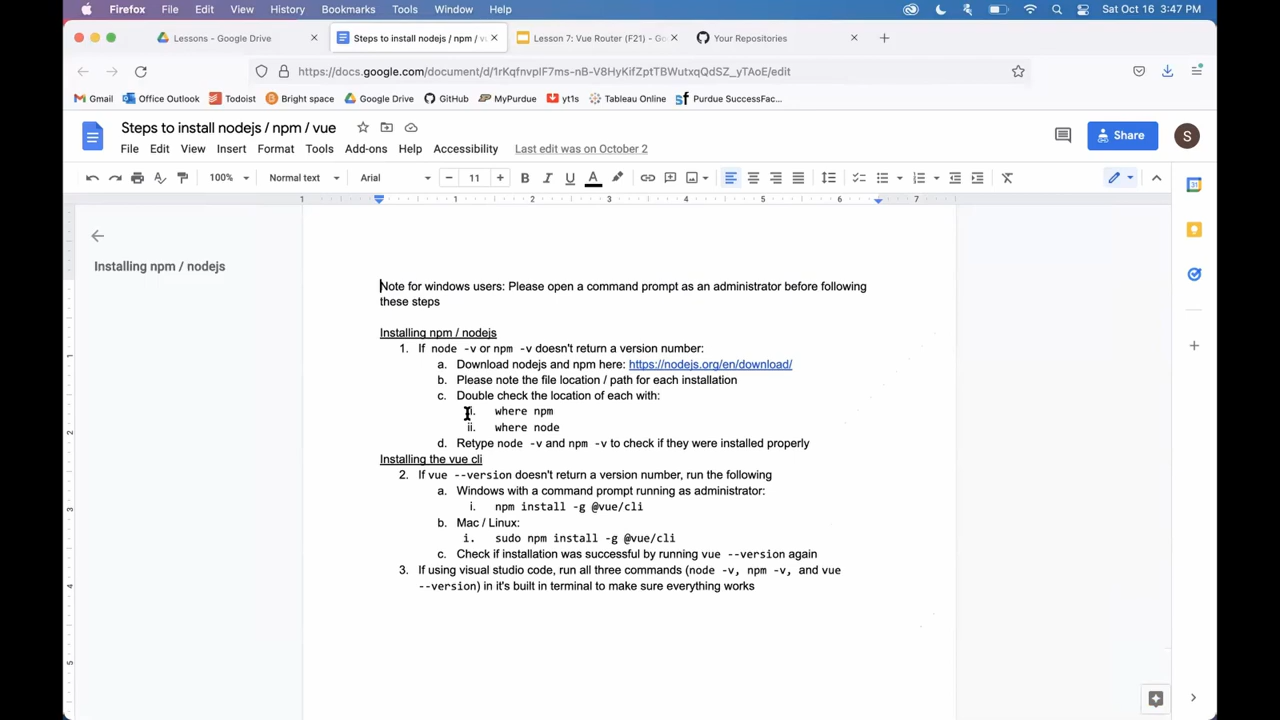 Firefox File Edit View History Bookmarks Tools Window Help Sat Oct 16 3:47 PM
Lessons - Google Drive Steps to install nodejs / npm / v Lesson 7: Vue Router (F21) - Go Your Repositories
https://docs.google.com/document/d/1rKqfnvpIF7ms-nB-V8HyKifZptTBWutxqQdSZ_yTAoE/edit
Gmail Office Outlook Todoist Bright space Google Drive GitHub MyPurdue yt1s Tableau Online Purdue SuccessFac...
Steps to install nodejs / npm / vue Share S
File Edit View Insert Format Tools Add-ons Help Accessibility Last edit was on October 2
100% Normal text Arial 11 B I U A
1 1 2 3 4 5 6 7
Installing npm / nodejs
Note for windows users: Please open a command prompt as an administrator before following
these steps
Installing npm / nodejs
1. If node -v or npm -v doesn't return a version number:
a. Download nodejs and npm here: https://nodejs.org/en/download/
b. Please note the file location / path for each installation
c. Double check the location of each with:
i. where npm
ii. where node
d. Retype node -v and npm -v to check if they were installed properly
Installing the vue cli
2. If vue --version doesn't return a version number, run the following
a. Windows with a command prompt running as administrator:
i. npm install -g @vue/cli
b. Mac / Linux:
i. sudo npm install -g @vue/cli
c. Check if installation was successful by running vue --version again
3. If using visual studio code, run all three commands (node -v, npm -v, and vue
--version) in it's built in terminal to make sure everything works